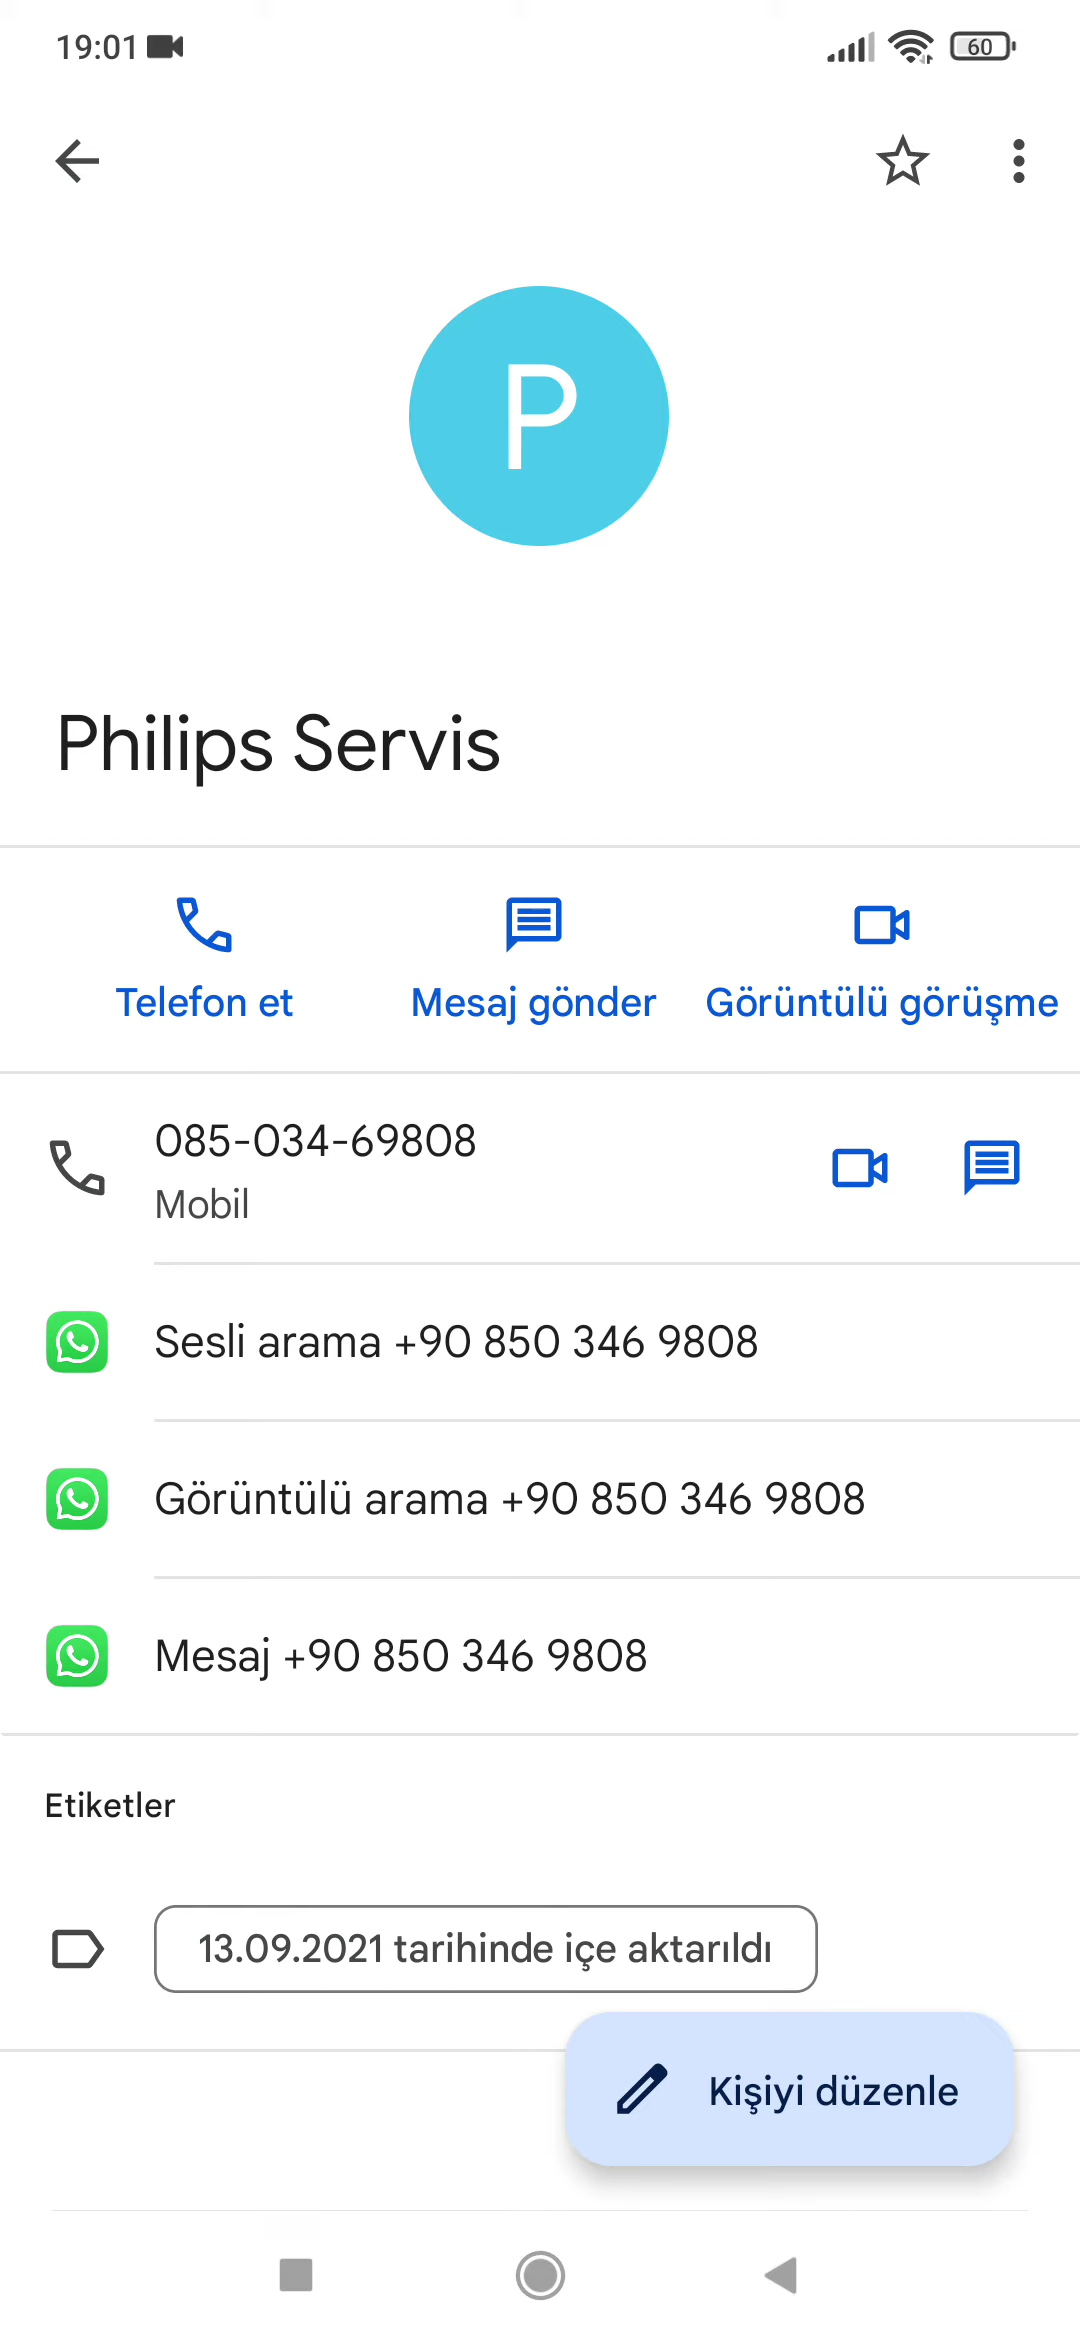 19:01
60
P
Philips Servis
Telefon et
Mesaj gönder
Görüntülü görüşme
085-034-69808
Mobil
Sesli arama +90 850 346 9808
Görüntülü arama +90 850 346 9808
Mesaj +90 850 346 9808
Etiketler
13.09.2021 tarihinde içe aktarıldı
Kişiyi düzenle